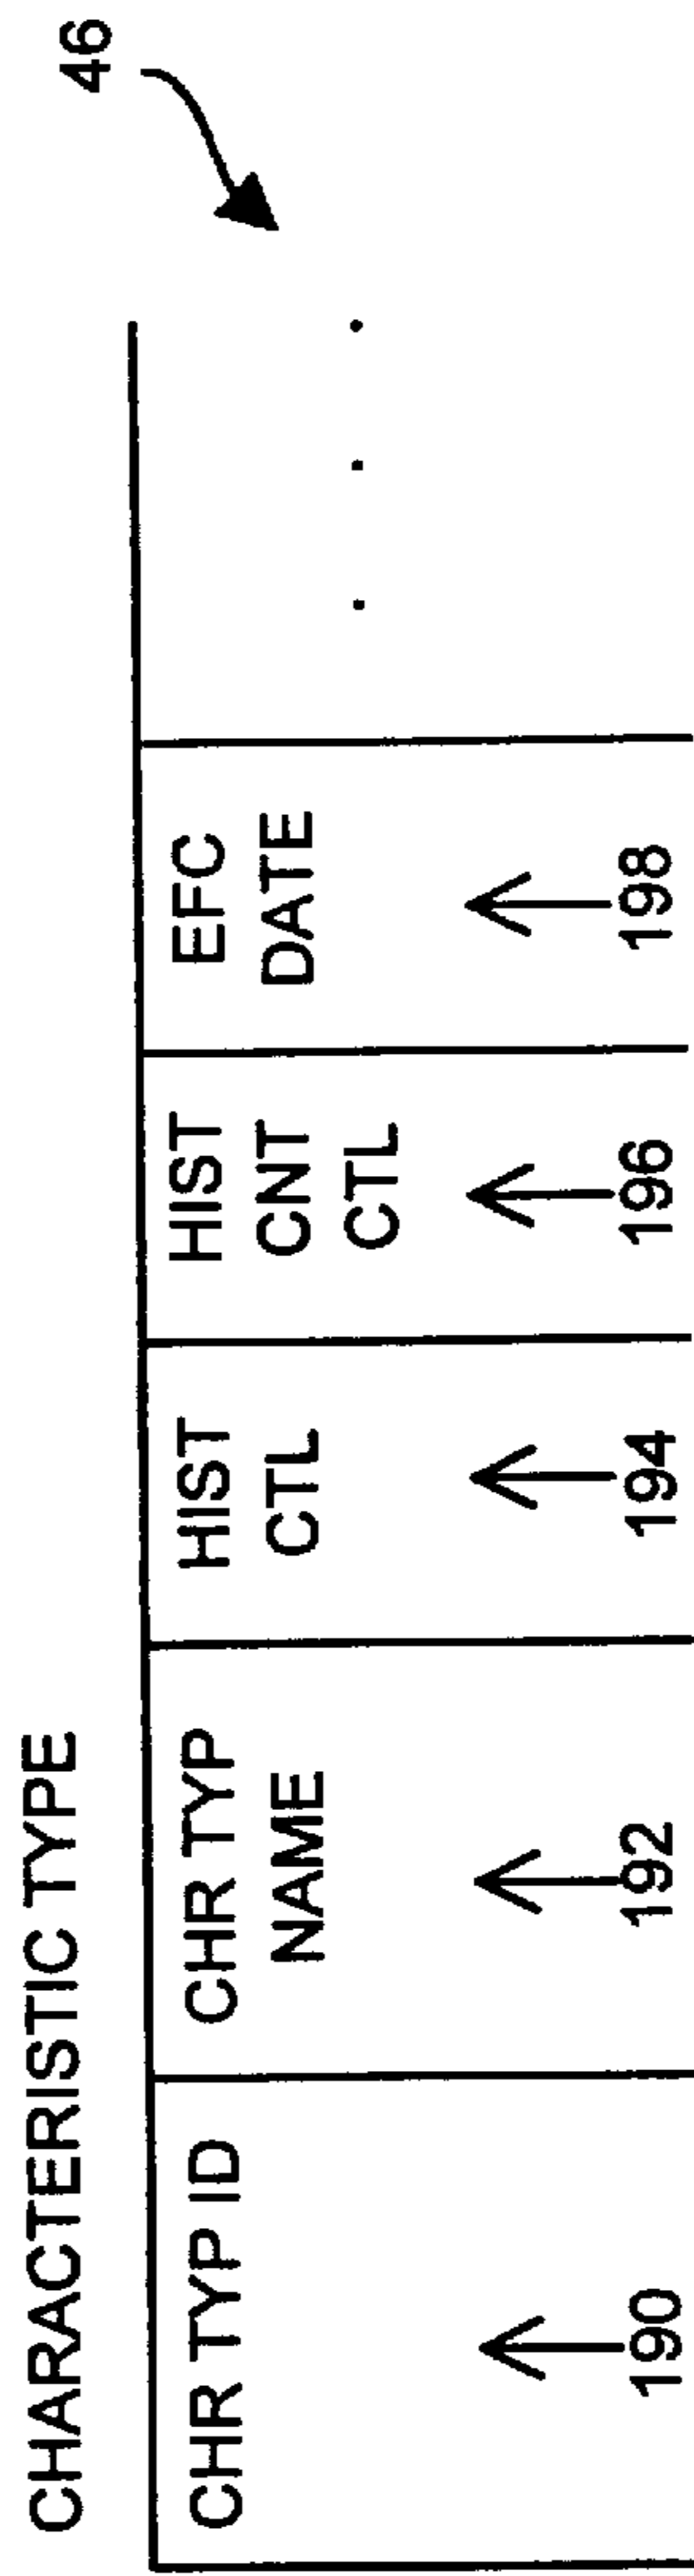 46
CHARACTERISTIC TYPE
CHR TYP ID
CHR TYP
NAME
HIST
CTL
HIST
CNT
CTL
EFC
DATE
. . .
190
192
194
196
198